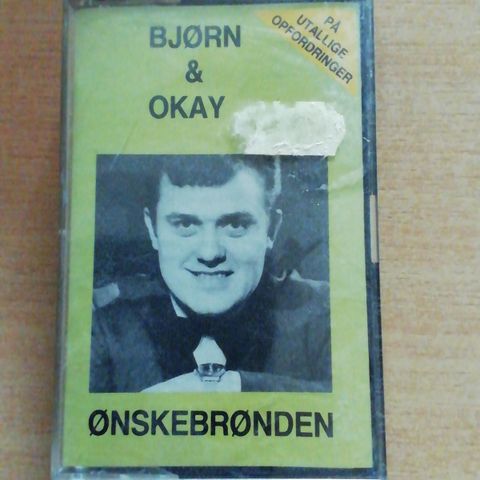 BJØRN
&
OKAY
PÅ
UTALLIGE
OPFORDRINGER
ØNSKEBRØNDEN